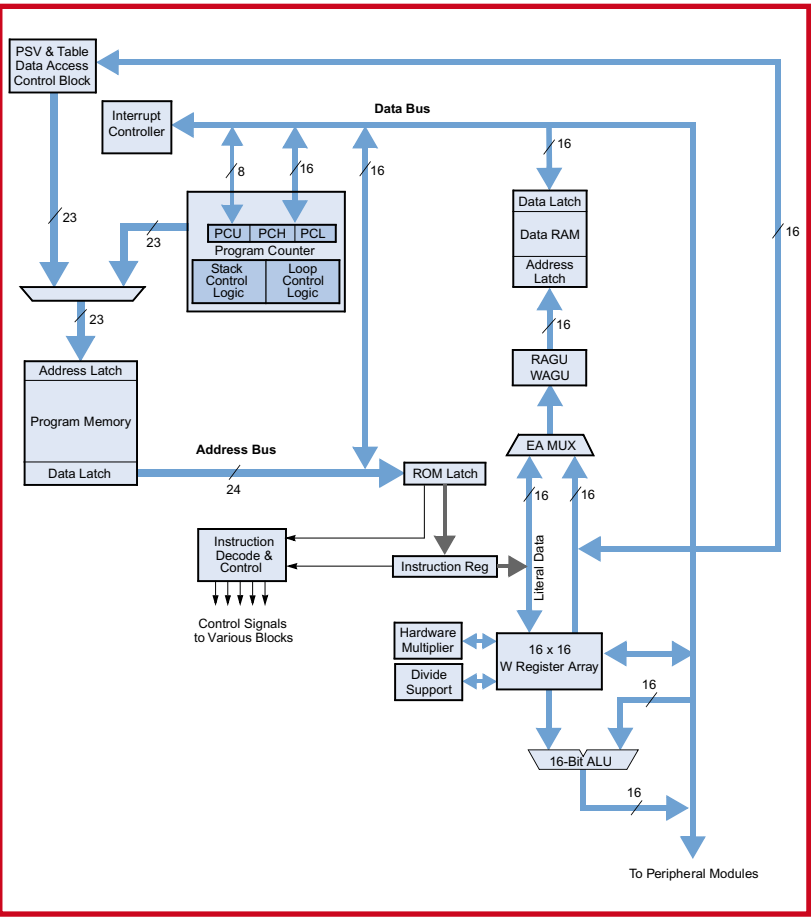 PSV & Table
Data Access
Control Block
Interrupt
Controller
Data Bus
8
16
16
16
16
23
23
PCU
PCH
PCL
Program Counter
Stack
Control
Logic
Loop
Control
Logic
Data Latch
Data RAM
Address
Latch
23
16
RAGU
WAGU
Address Latch
Program Memory
Data Latch
Address Bus
24
ROM Latch
EA MUX
16
16
Instruction
Decode &
Control
Instruction Reg
Literal Data
Control Signals
to Various Blocks
Hardware
Multiplier
Divide
Support
16 x 16
W Register Array
16
16-Bit ALU
16
To Peripheral Modules